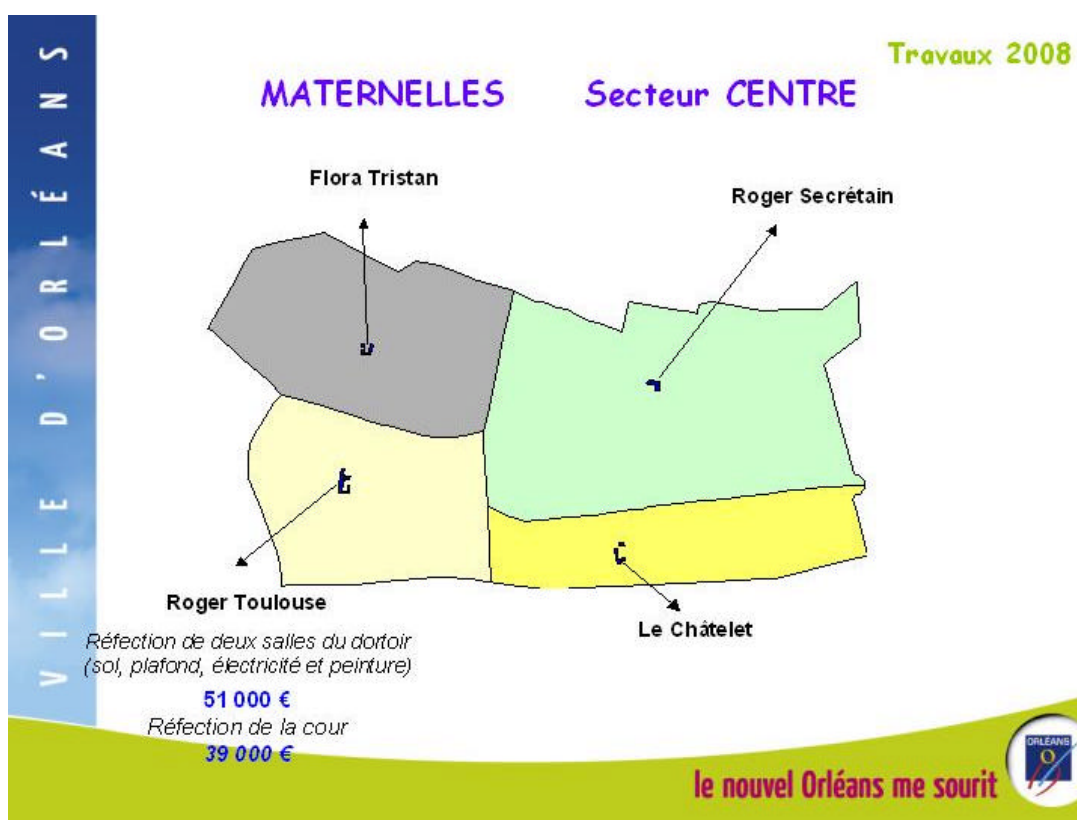 VILLE D'ORLÉANS
Travaux 2008
MATERNELLES Secteur CENTRE
Flora Tristan
Roger Secrétain
Roger Toulouse
Le Châtelet
Réfection de deux salles du dortoir
(sol, plafond, électricité et peinture)
51 000 €
Réfection de la cour
39 000 €
le nouvel Orléans me sourit
ORLÉANS